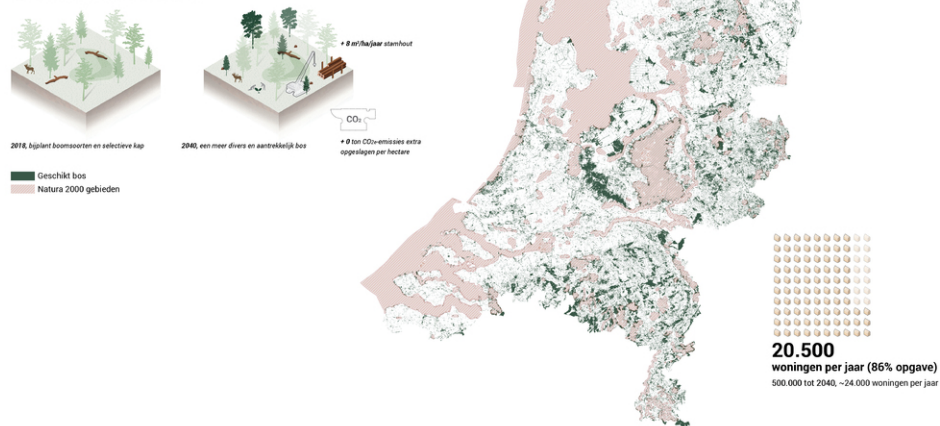 + 8 m³/ha/jaar stamhout
CO₂
2018, bijplant boomsoorten en selectieve kap
2040, een meer divers en aantrekkelijk bos
+ 0 ton CO₂e-emissies extra
opgeslagen per hectare
Geschikt bos
Natura 2000 gebieden
20.500
woningen per jaar (86% opgave)
500.000 tot 2040, ~24.000 woningen per jaar